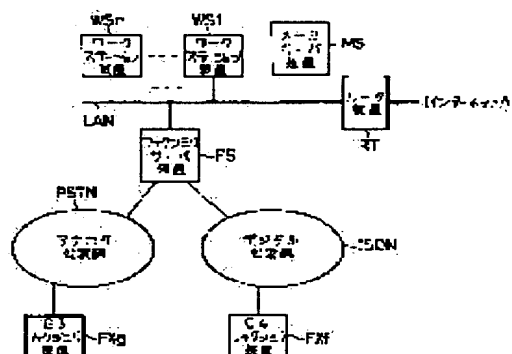 WSn
WS1
ワーク
ステーション
装置
ワーク
ステーション
装置
メール
サーバ
装置
MS
LAN
ルータ
装置
(インターネット)
RT
ファクシミリ
サーバ
装置
FS
PSTN
アナログ
公衆網
デジタル
公衆網
ISDN
G3
ファクシミリ
装置
FXg
G4
ファクシミリ
装置
FXf